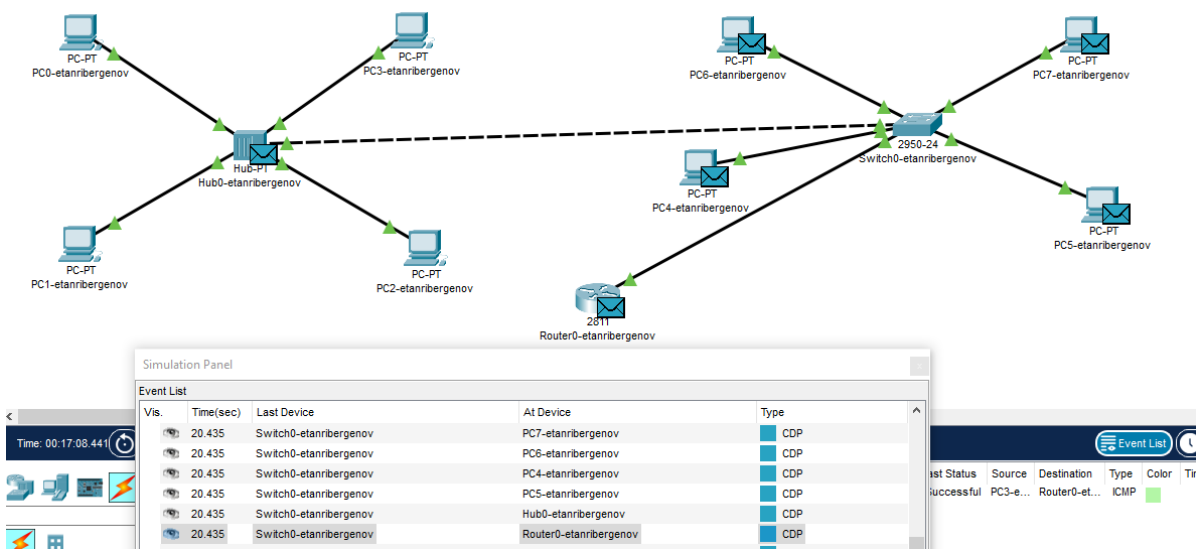 PC-PT
PC0-etanribergenov
PC-PT
PC3-etanribergenov
PC-PT
PC6-etanribergenov
PC-PT
PC7-etanribergenov
Hub-PT
Hub0-etanribergenov
2950-24
Switch0-etanribergenov
PC-PT
PC4-etanribergenov
PC-PT
PC5-etanribergenov
PC-PT
PC1-etanribergenov
PC-PT
PC2-etanribergenov
2811
Router0-etanribergenov
Simulation Panel
Event List
Vis. Time(sec) Last Device At Device Type
20.435 Switch0-etanribergenov PC7-etanribergenov CDP
20.435 Switch0-etanribergenov PC6-etanribergenov CDP
20.435 Switch0-etanribergenov PC4-etanribergenov CDP
20.435 Switch0-etanribergenov PC5-etanribergenov CDP
20.435 Switch0-etanribergenov Hub0-etanribergenov CDP
20.435 Switch0-etanribergenov Router0-etanribergenov CDP
Time: 00:17:08.441
Event List
ast Status Source Destination Type Color Tim
uccessful PC3-e... Router0-et... ICMP